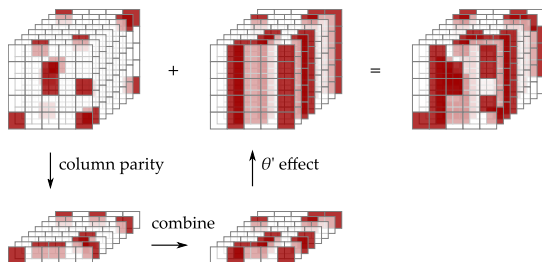 +
=
column parity
θ' effect
combine